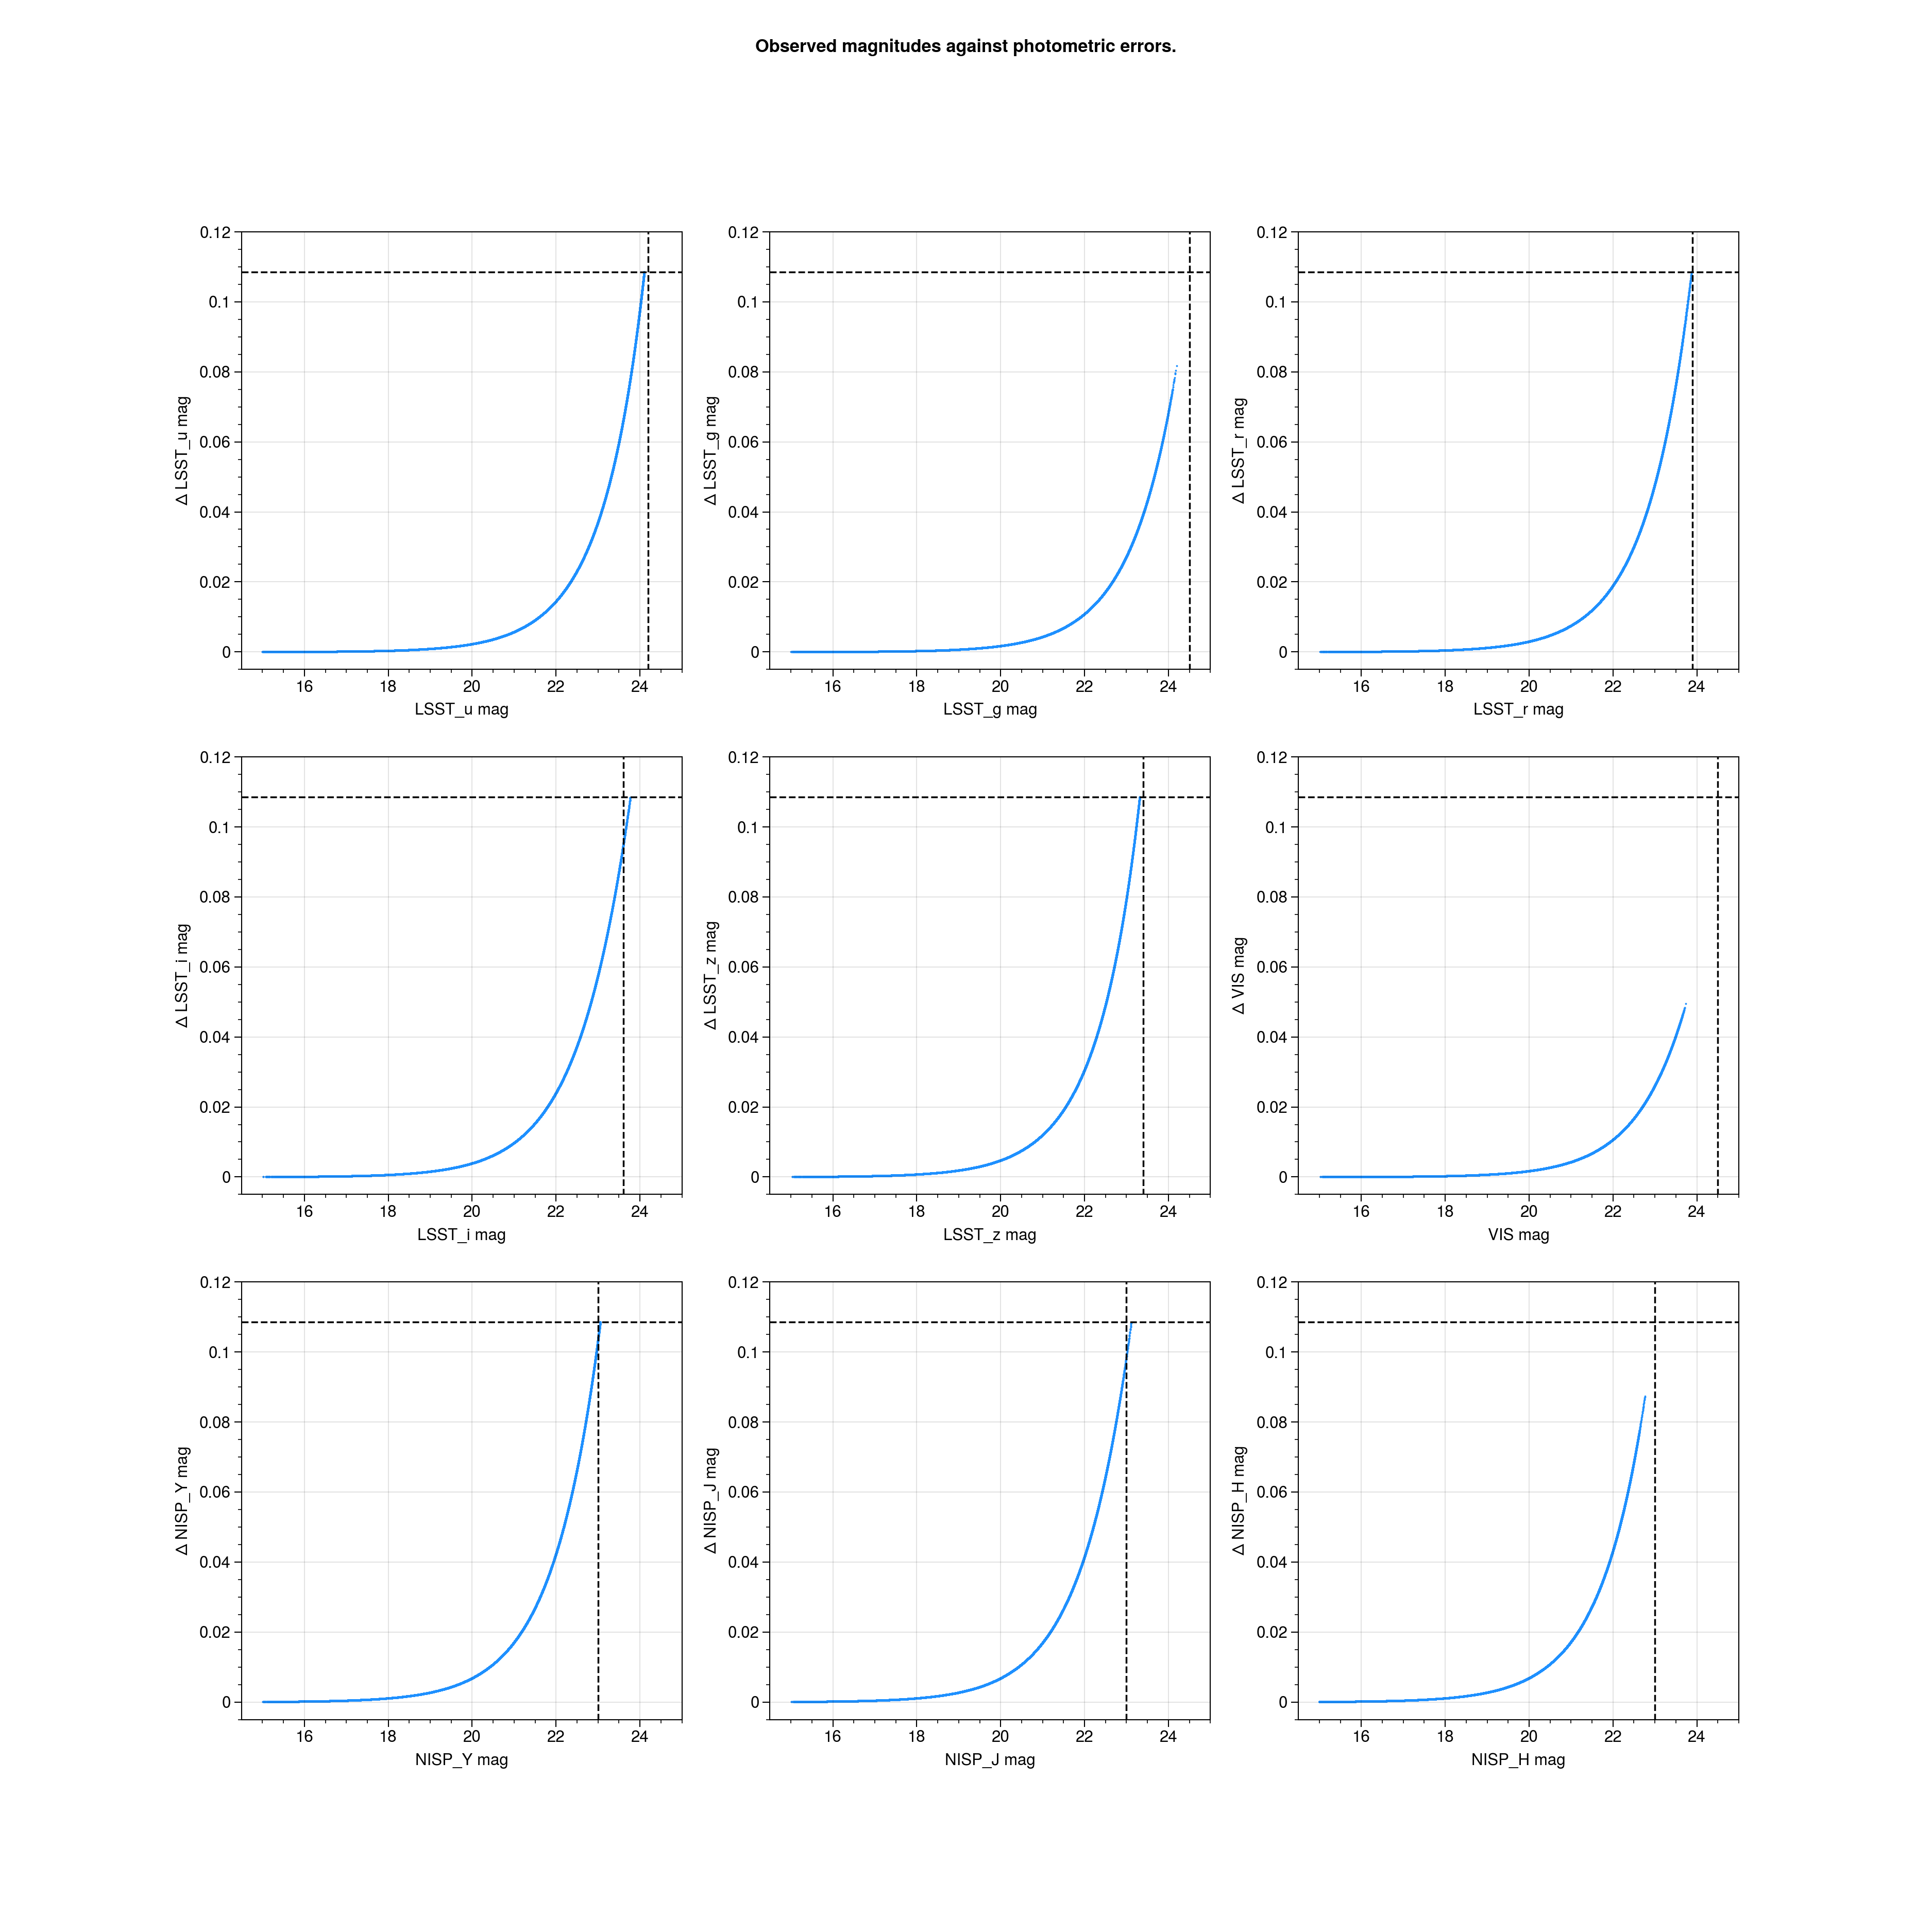 Observed magnitudes against photometric errors.
0.12
0.1
0.08
0.06
0.04
0.02
0
Δ LSST_u mag
16 18 20 22 24
LSST_u mag
0.12
0.1
0.08
0.06
0.04
0.02
0
Δ LSST_g mag
16 18 20 22 24
LSST_g mag
0.12
0.1
0.08
0.06
0.04
0.02
0
Δ LSST_r mag
16 18 20 22 24
LSST_r mag
0.12
0.1
0.08
0.06
0.04
0.02
0
Δ LSST_i mag
16 18 20 22 24
LSST_i mag
0.12
0.1
0.08
0.06
0.04
0.02
0
Δ LSST_z mag
16 18 20 22 24
LSST_z mag
0.12
0.1
0.08
0.06
0.04
0.02
0
Δ VIS mag
16 18 20 22 24
VIS mag
0.12
0.1
0.08
0.06
0.04
0.02
0
Δ NISP_Y mag
16 18 20 22 24
NISP_Y mag
0.12
0.1
0.08
0.06
0.04
0.02
0
Δ NISP_J mag
16 18 20 22 24
NISP_J mag
0.12
0.1
0.08
0.06
0.04
0.02
0
Δ NISP_H mag
16 18 20 22 24
NISP_H mag